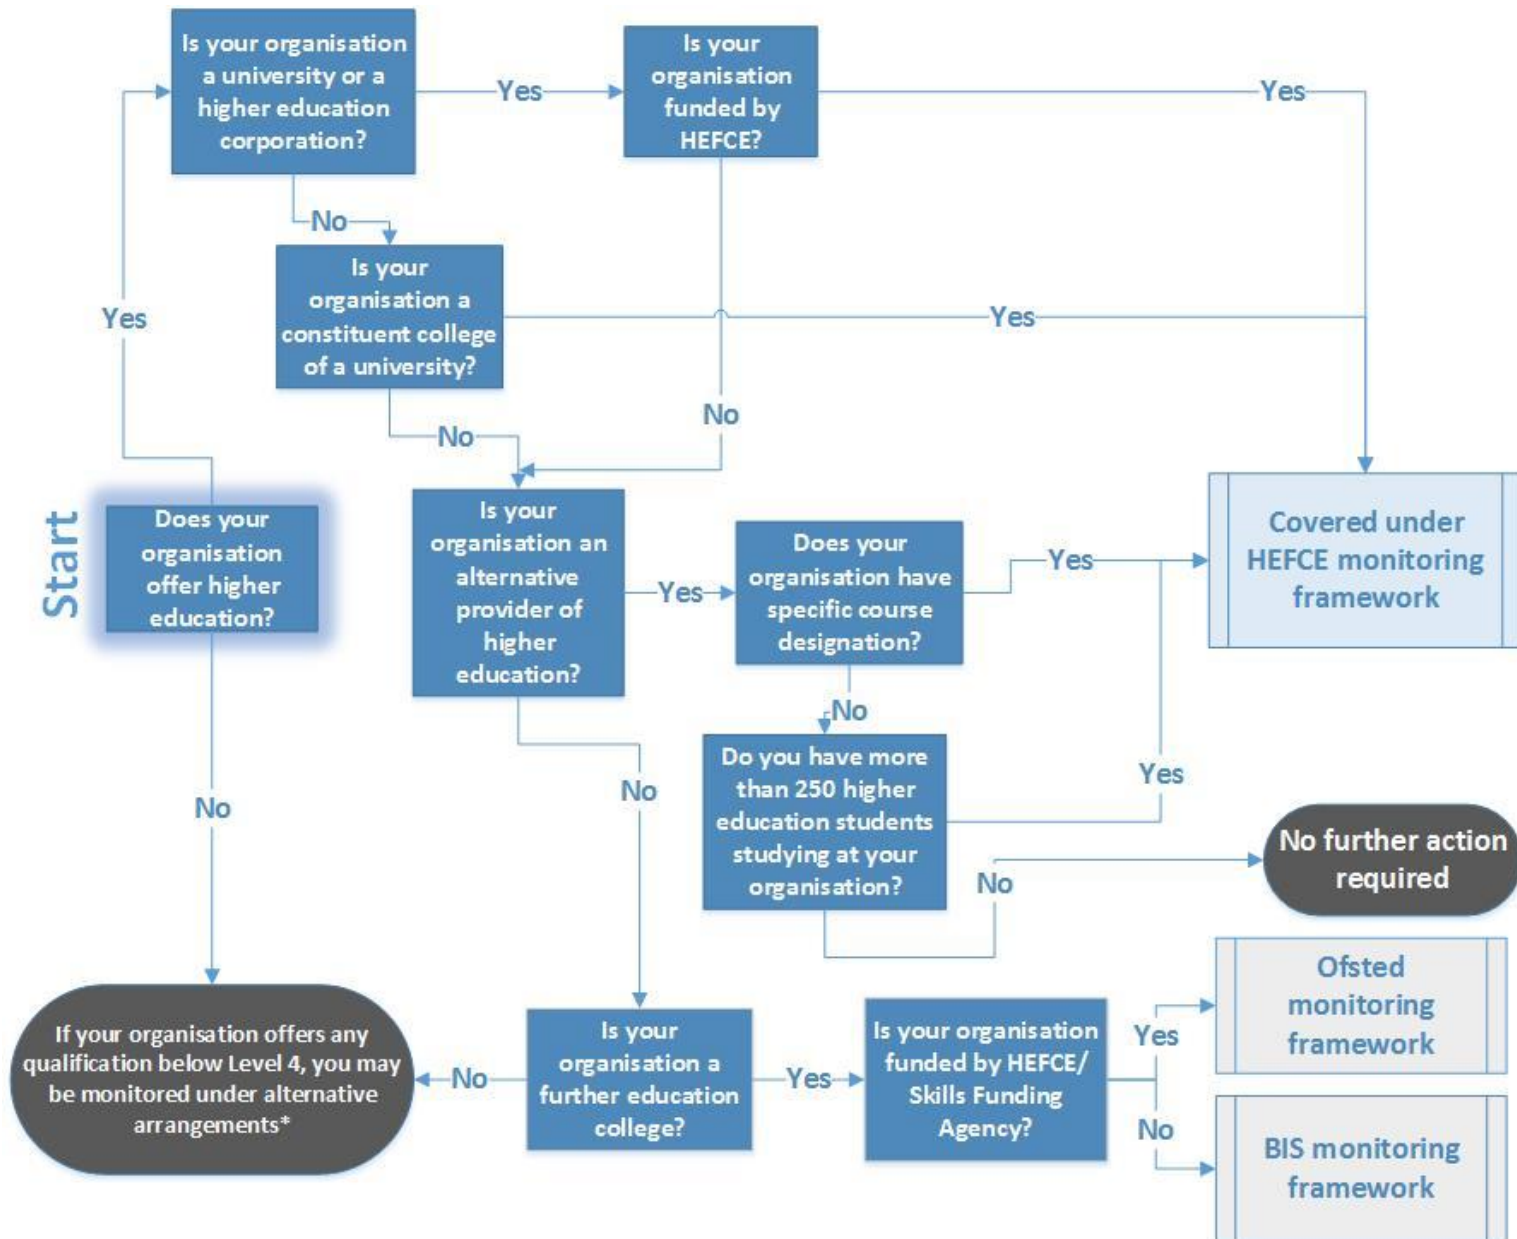 Is your organisation
a university or a
higher education
corporation?
Yes
Is your
organisation
funded by
HEFCE?
Yes
No
Is your
organisation a
constituent college
of a university?
Yes
Yes
No
No
Start
Does your
organisation
offer higher
education?
Is your
organisation an
alternative
provider of
higher
education?
Yes
Does your
organisation have
specific course
designation?
Yes
Covered under
HEFCE monitoring
framework
No
No
No
Do you have more
than 250 higher
education students
studying at your
organisation?
Yes
No
No further action
required
If your organisation offers any
qualification below Level 4, you may
be monitored under alternative
arrangements*
No
Is your
organisation a
further education
college?
Yes
Is your organisation
funded by HEFCE/
Skills Funding
Agency?
Yes
Ofsted
monitoring
framework
No
BIS monitoring
framework